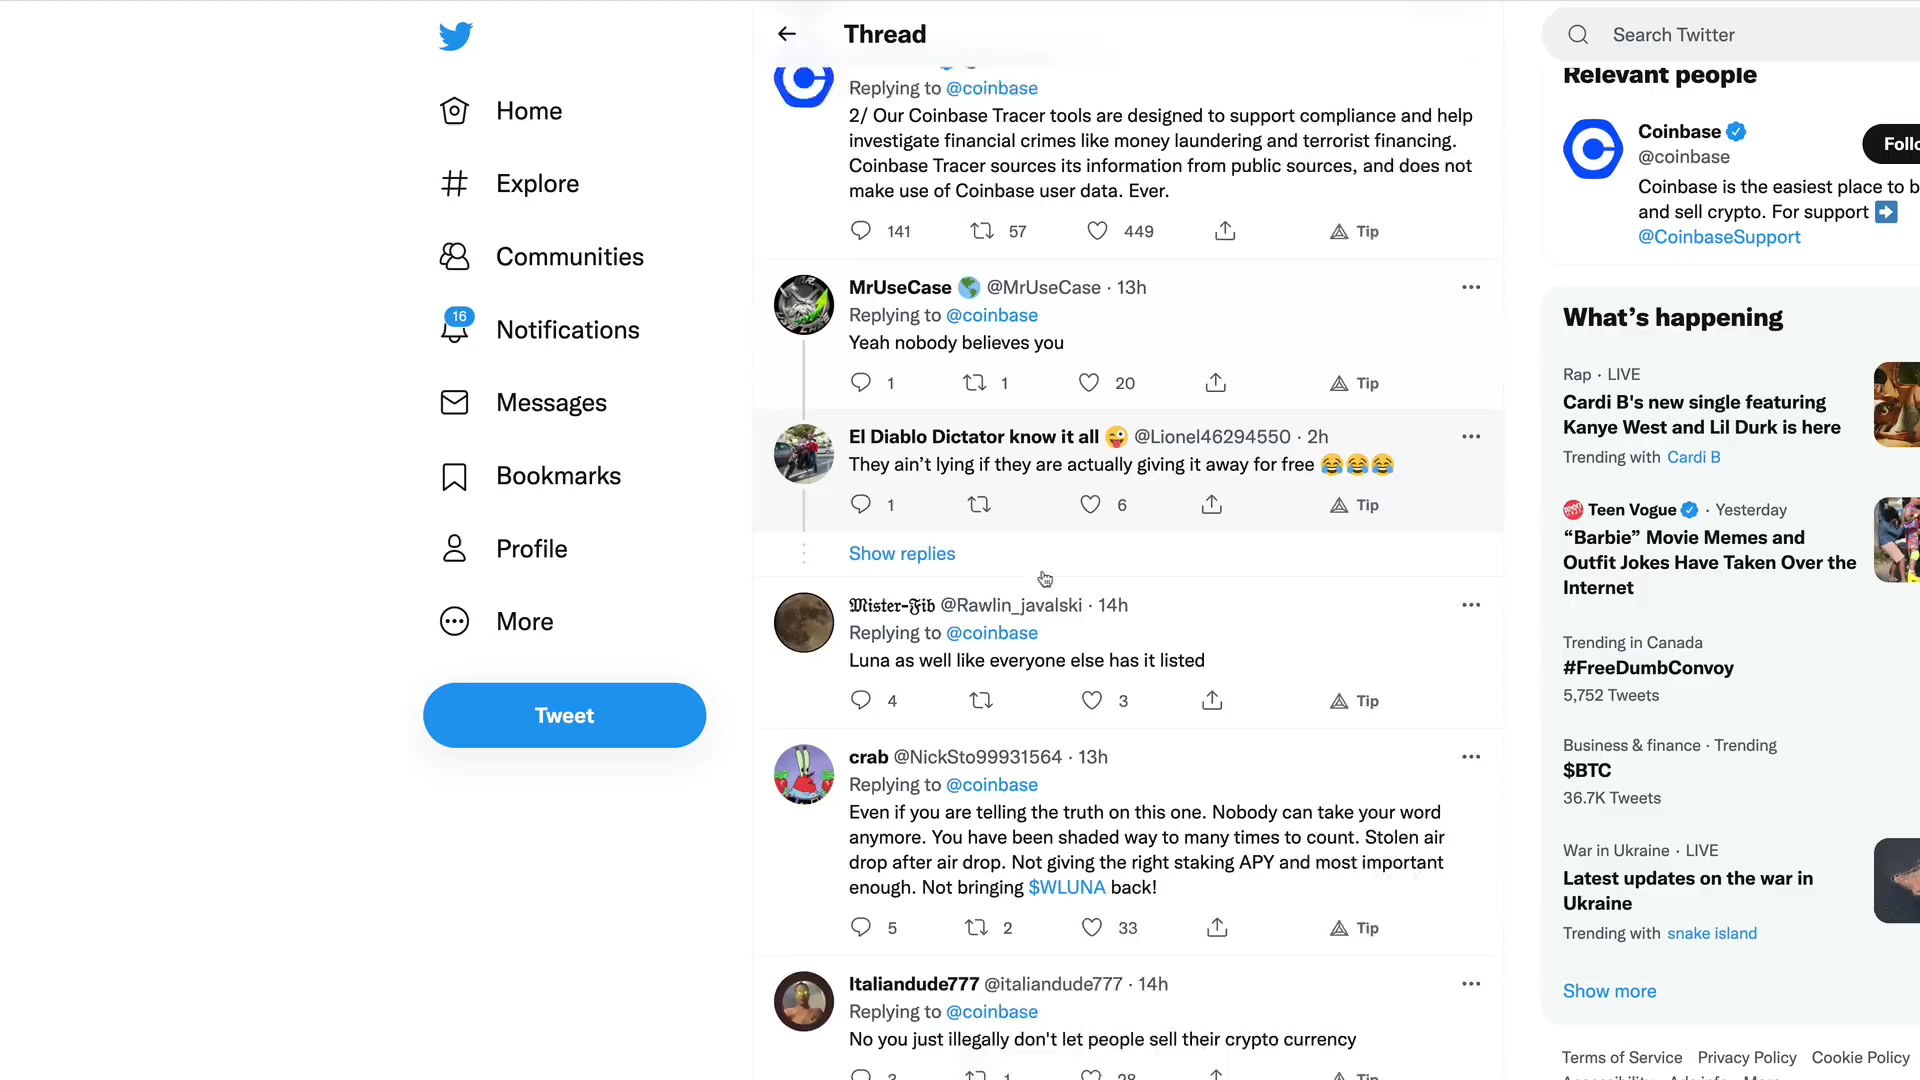 Home
Explore
Communities
16
Notifications
Messages
Bookmarks
Profile
More
Tweet
Thread
Replying to @coinbase
2/ Our Coinbase Tracer tools are designed to support compliance and help
investigate financial crimes like money laundering and terrorist financing.
Coinbase Tracer sources its information from public sources, and does not
make use of Coinbase user data. Ever.
141 57 449 Tip
MrUseCase 🌎 @MrUseCase · 13h
Replying to @coinbase
Yeah nobody believes you
1 1 20 Tip
El Diablo Dictator know it all 😜 @Lionel46294550 · 2h
They ain’t lying if they are actually giving it away for free 😂😂😂
1 6 Tip
Show replies
𝕸𝖎𝖘𝖙𝖊𝖗-𝕱𝖎𝖇 @Rawlin_javalski · 14h
Replying to @coinbase
Luna as well like everyone else has it listed
4 3 Tip
crab @NickSto99931564 · 13h
Replying to @coinbase
Even if you are telling the truth on this one. Nobody can take your word
anymore. You have been shaded way to many times to count. Stolen air
drop after air drop. Not giving the right staking APY and most important
enough. Not bringing $WLUNA back!
5 2 33 Tip
Italiandude777 @italiandude777 · 14h
Replying to @coinbase
No you just illegally don't let people sell their crypto currency
3 1 28 Tip
Search Twitter
Relevant people
Coinbase
@coinbase
Follo
Coinbase is the easiest place to b
and sell crypto. For support ➡️
@CoinbaseSupport
What’s happening
Rap · LIVE
Cardi B's new single featuring
Kanye West and Lil Durk is here
Trending with Cardi B
Teen Vogue · Yesterday
“Barbie” Movie Memes and
Outfit Jokes Have Taken Over the
Internet
Trending in Canada
#FreeDumbConvoy
5,752 Tweets
Business & finance · Trending
$BTC
36.7K Tweets
War in Ukraine · LIVE
Latest updates on the war in
Ukraine
Trending with snake island
Show more
Terms of Service Privacy Policy Cookie Policy